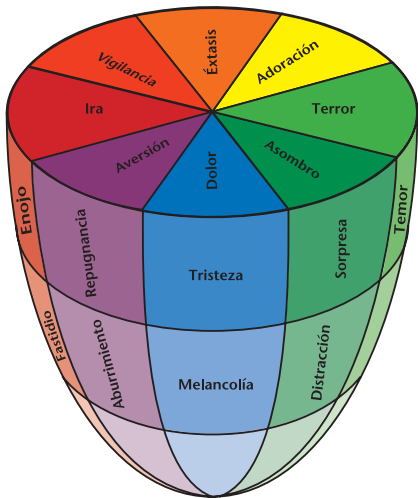 Vigilancia
Éxtasis
Adoración
Ira
Terror
Aversión
Dolor
Asombro
Enojo
Repugnancia
Tristeza
Sorpresa
Temor
Fastidio
Aburrimiento
Melancolía
Distracción